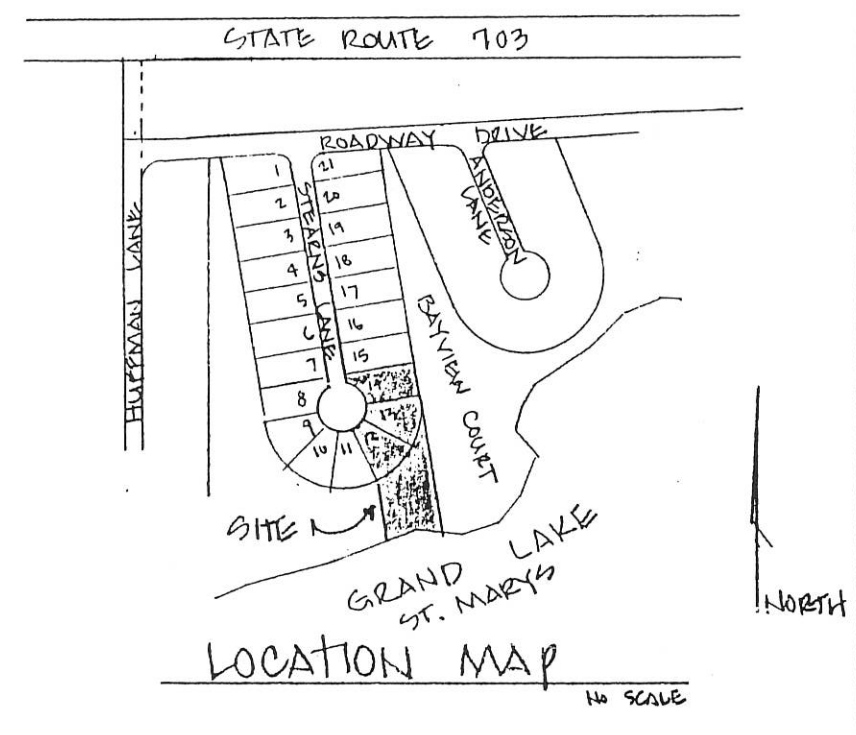 STATE ROUTE 703
ROADWAY DRIVE
HUFFMAN LANE
STEARNS LANE
ANDERSON
LANE
BAYVIEW COURT
1
2
3
4
5
6
7
8
9
10
11
12
13
14
15
16
17
18
19
20
21
SITE
GRAND LAKE
ST. MARYS
NORTH
LOCATION MAP
NO SCALE